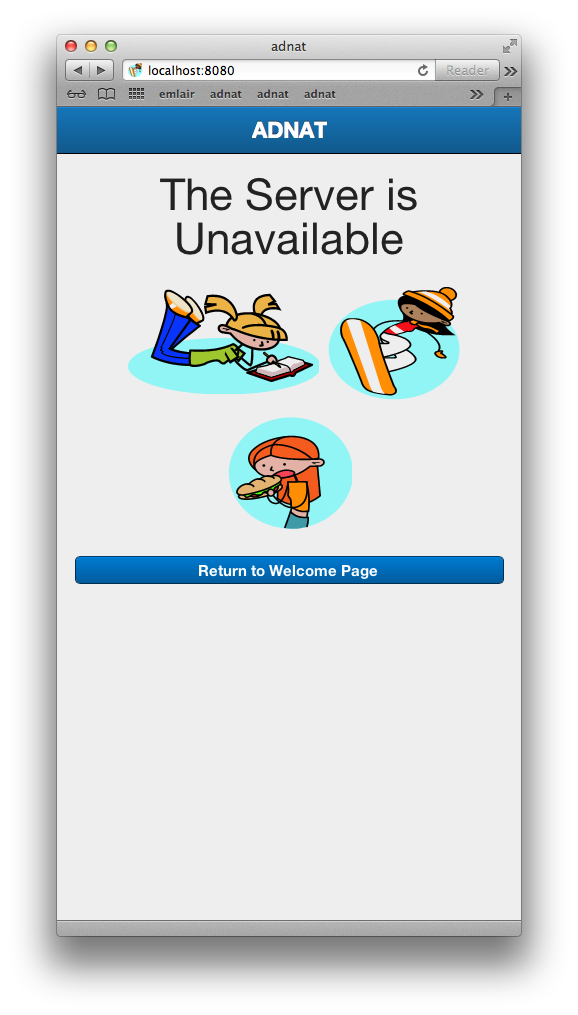 adnat
localhost:8080
Reader
emlair adnat adnat adnat
ADNAT
The Server is
Unavailable
Return to Welcome Page